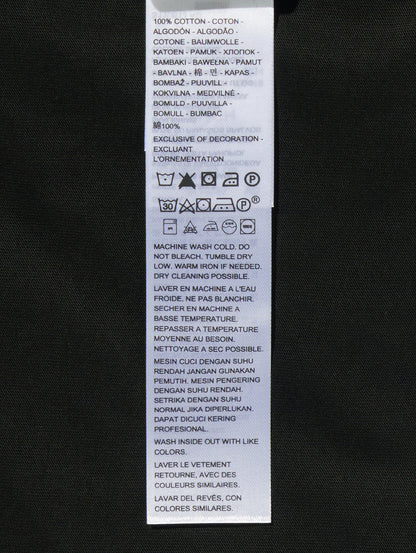 100% COTTON - COTON -
ALGODÓN - ALGODÃO -
COTONE - BAUMWOLLE -
KATOEN - PAMUK - ХЛОПОК -
BAMBAKI - BAWEŁNA - PAMUT
- BAVLNA - 棉 - 면 - KAPAS -
BOMBAŽ - PUUVILL -
KOKVILNA - MEDVILNĖ -
BOMULD - PUUVILLA -
BOMULL - BUMBAC
綿100%
EXCLUSIVE OF DECORATION -
EXCLUANT
L'ORNEMENTATION
P
30 P®
MACHINE WASH COLD. DO
NOT BLEACH. TUMBLE DRY
LOW. WARM IRON IF NEEDED.
DRY CLEANING POSSIBLE.
LAVER EN MACHINE A L'EAU
FROIDE. NE PAS BLANCHIR.
SECHER EN MACHINE A
BASSE TEMPERATURE.
REPASSER A TEMPERATURE
MOYENNE AU BESOIN.
NETTOYAGE A SEC POSSIBLE.
MESIN CUCI DENGAN SUHU
RENDAH JANGAN GUNAKAN
PEMUTIH. MESIN PENGERING
DENGAN SUHU RENDAH.
SETRIKA DENGAN SUHU
NORMAL JIKA DIPERLUKAN.
DAPAT DICUCI KERING
PROFESIONAL.
WASH INSIDE OUT WITH LIKE
COLORS.
LAVER LE VETEMENT
RETOURNE, AVEC DES
COULEURS SIMILAIRES.
LAVAR DEL REVÉS, CON
COLORES SIMILARES.